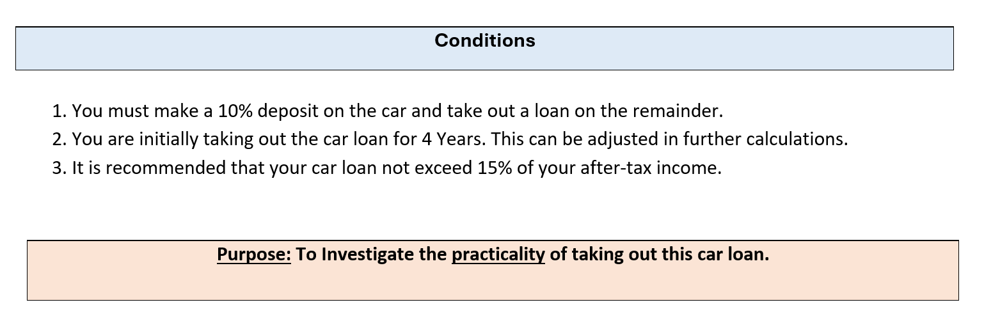 Conditions
1. You must make a 10% deposit on the car and take out a loan on the remainder.
2. You are initially taking out the car loan for 4 Years. This can be adjusted in further calculations.
3. It is recommended that your car loan not exceed 15% of your after-tax income.
Purpose: To Investigate the practicality of taking out this car loan.